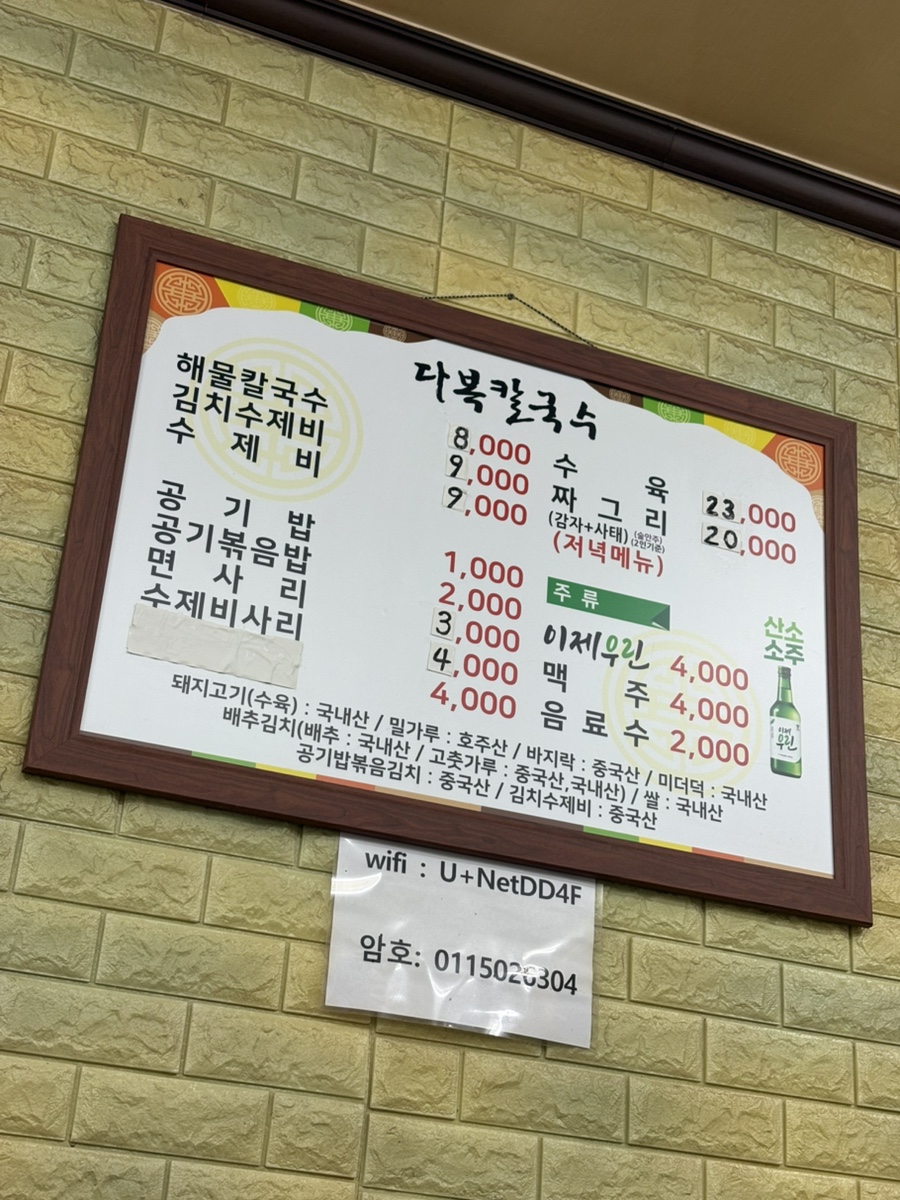 다복칼국수
해물칼국수 8,000
김치수제비 9,000
수제비 9,000
공기밥 1,000
공기볶음밥 2,000
면사리 3,000
수제비사리 4,000
4,000
수육 23,000
짜그리 20,000
(감자+사태) (술안주) (2인기준)
(저녁메뉴)
주류
이제우린 4,000
맥주 4,000
음료수 2,000
산소
소주
이제
우린
돼지고기(수육) : 국내산 / 밀가루 : 호주산 / 바지락 : 중국산 / 미더덕 : 국내산
배추김치(배추 : 국내산 / 고춧가루 : 중국산,국내산) / 쌀 : 국내산
공기밥볶음김치 : 중국산 / 김치수제비 : 중국산
wifi : U+NetDD4F
암호: 0115026304